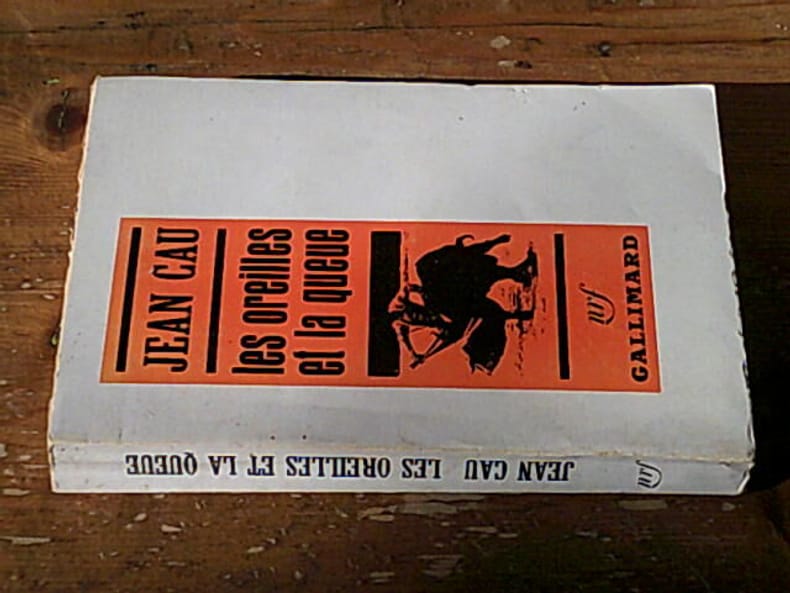 JEAN CAU
les oreilles
et la queue
nrf
GALLIMARD
JEAN CAU LES OREILLES ET LA QUEUE
nrf